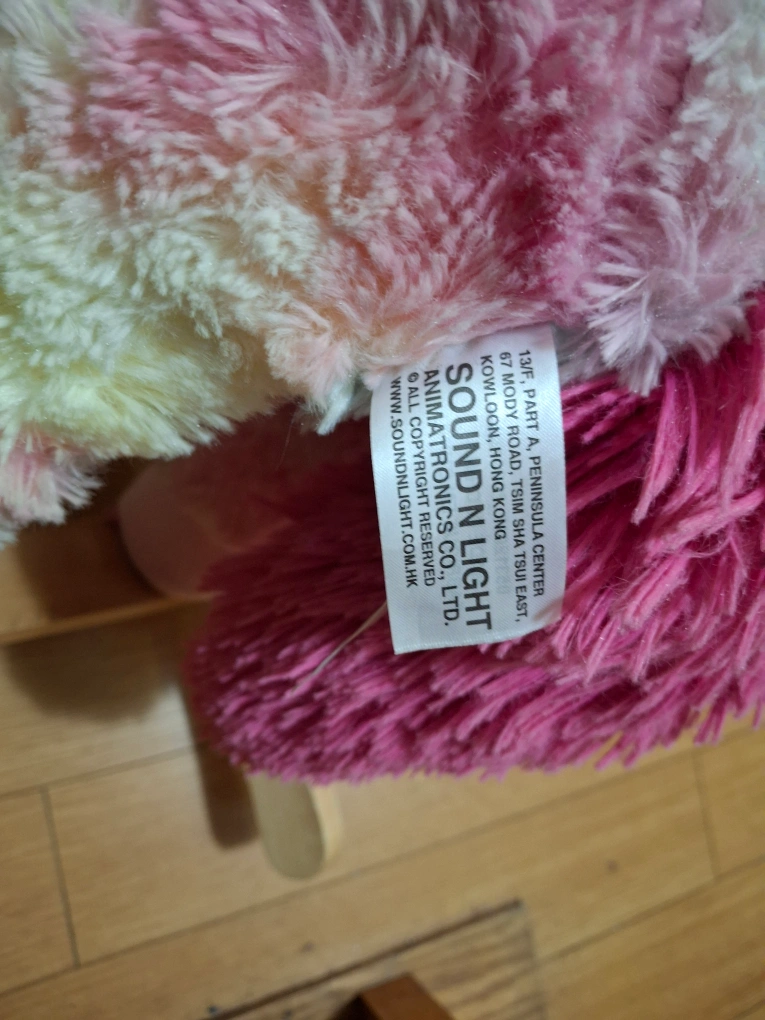 13/F, PART A, PENINSULA CENTER
67 MODY ROAD, TSIM SHA TSUI EAST,
KOWLOON, HONG KONG
SOUND N LIGHT
ANIMATRONICS CO., LTD.
© ALL COPYRIGHT RESERVED
WWW.SOUNDNLIGHT.COM.HK